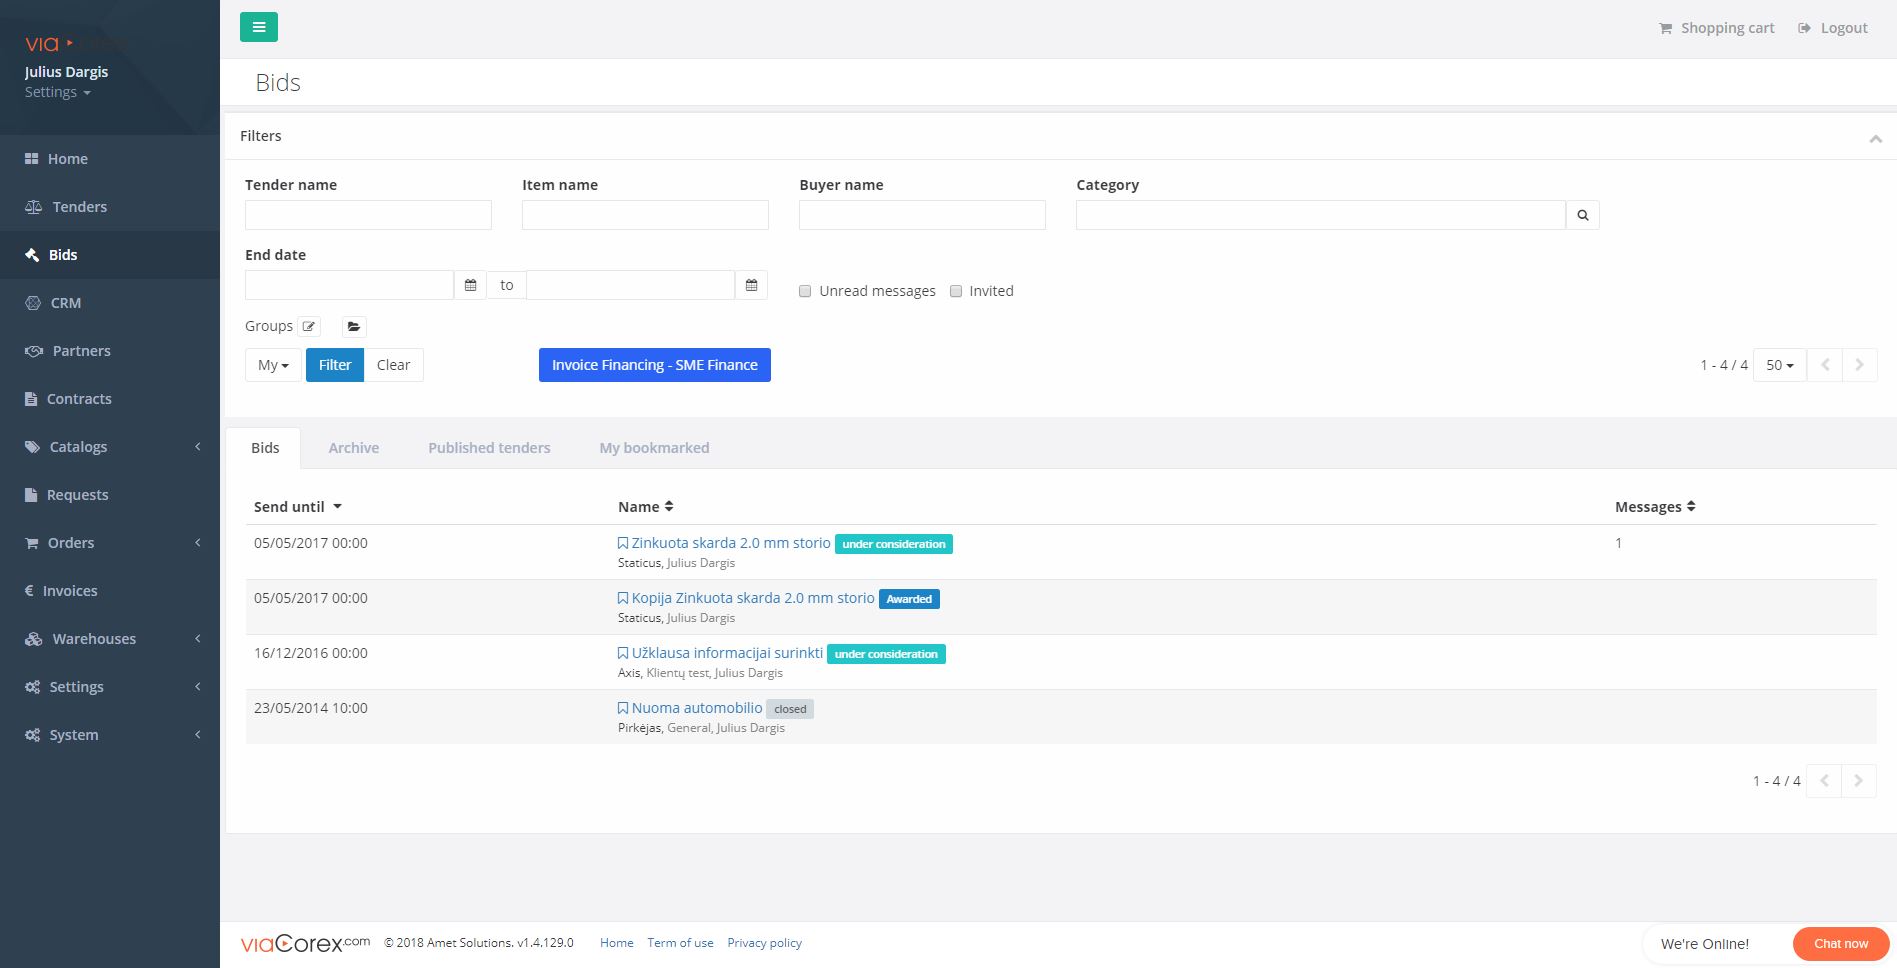 via
Julius Dargis
Settings
Home
Tenders
Bids
CRM
Partners
Contracts
Catalogs
Requests
Orders
€ Invoices
Warehouses
Settings
System
Shopping cart Logout
Bids
Filters
Tender name Item name Buyer name Category
End date
to Unread messages Invited
Groups
My Filter Clear Invoice Financing - SME Finance 1 - 4 / 4 50
Bids Archive Published tenders My bookmarked
Send until Name Messages
05/05/2017 00:00 Zinkuota skarda 2.0 mm storio under consideration 1
Staticus, Julius Dargis
05/05/2017 00:00 Kopija Zinkuota skarda 2.0 mm storio Awarded
Staticus, Julius Dargis
16/12/2016 00:00 Užklausa informacijai surinkti under consideration
Axis, Klientų test, Julius Dargis
23/05/2014 10:00 Nuoma automobilio closed
Pirkėjas, General, Julius Dargis
1 - 4 / 4
viaCorex.com © 2018 Amet Solutions. v1.4.129.0 Home Term of use Privacy policy
We're Online! Chat now